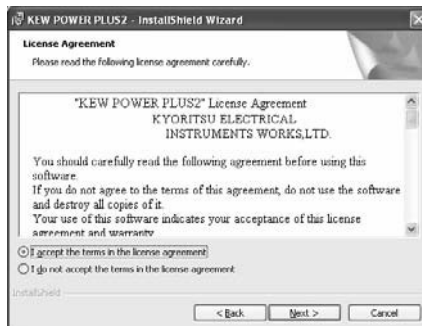 KEW POWER PLUS2 - InstallShield Wizard
License Agreement
Please read the following license agreement carefully.
"KEW POWER PLUS2" License Agreement
KYORITSU ELECTRICAL
INSTRUMENTS WORKS,LTD.
You should carefully read the following agreement before using this
software.
If you do not agree to the terms of this agreement, do not use the software
and destroy all copies of it.
Your use of this software indicates your acceptance of this license
agreement and warranty.
I accept the terms in the license agreement
I do not accept the terms in the license agreement
InstallShield
< Back
Next >
Cancel